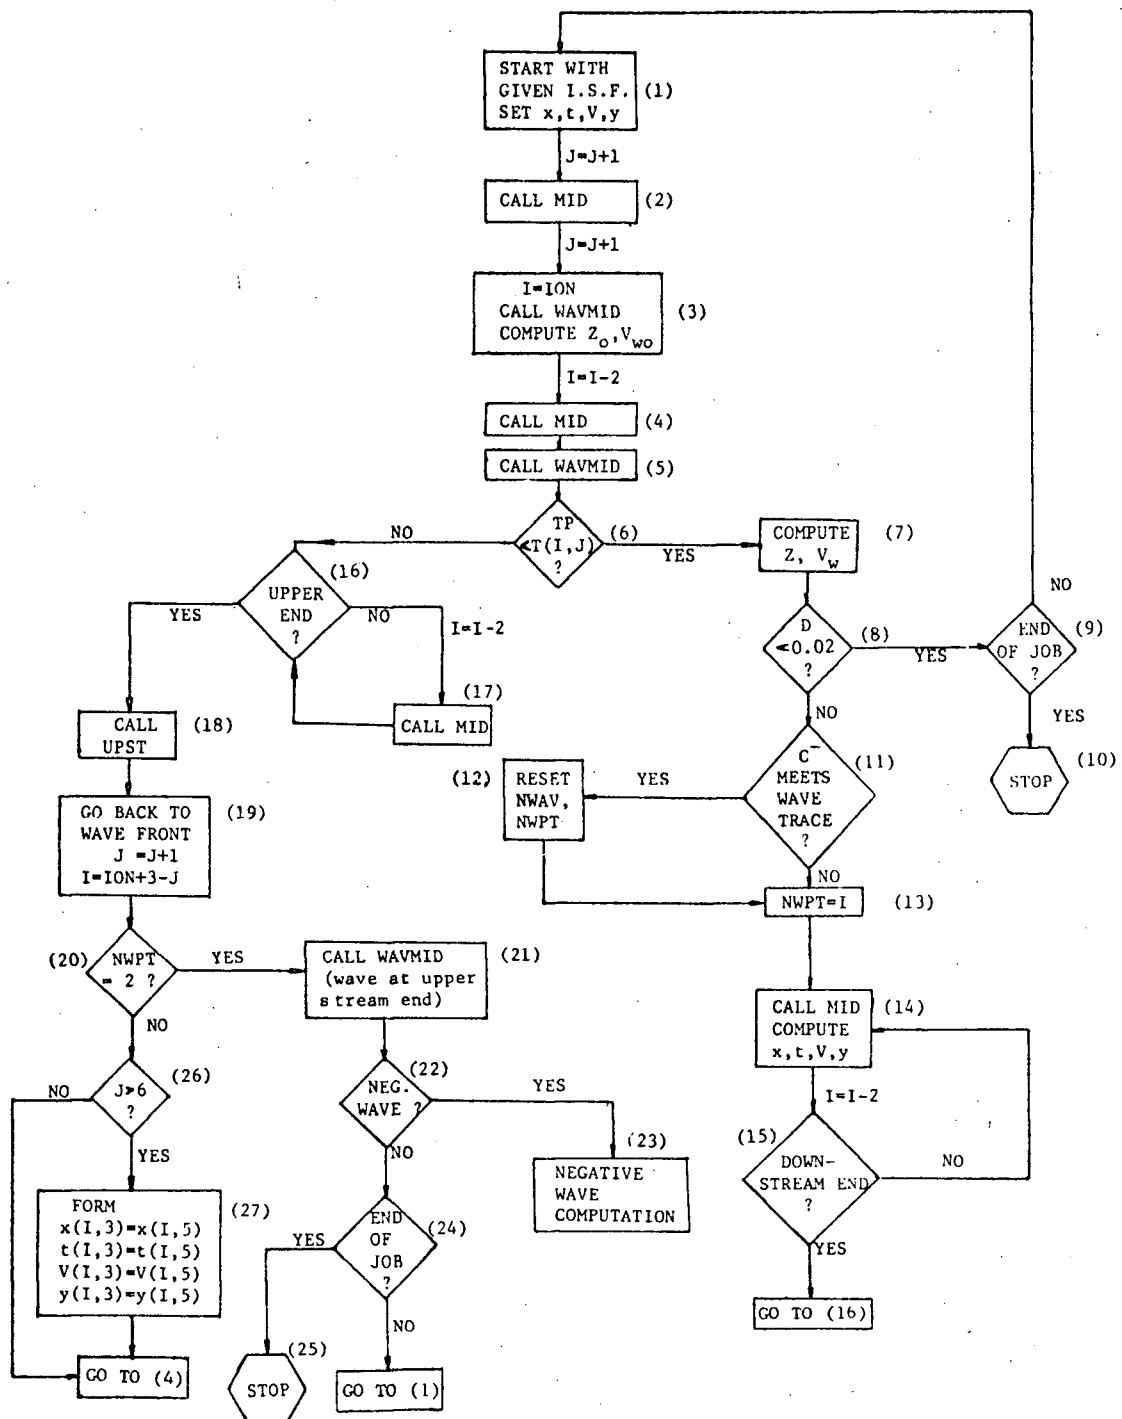 START WITH
GIVEN I.S.F.
SET x,t,V,y
(1)
J=J+1
CALL MID
(2)
J=J+1
I=ION
CALL WAVMID
COMPUTE Zo,Vwo
(3)
I=I-2
CALL MID
(4)
CALL WAVMID
(5)
TP
<T(I,J)
?
(6)
NO
YES
COMPUTE
Z, Vw
(7)
D
<0.02
?
(8)
YES
NO
END
OF JOB
?
(9)
NO
YES
STOP
(10)
C-
MEETS
WAVE
TRACE
?
(11)
YES
NO
RESET
NWAV,
NWPT
(12)
NWPT=I
(13)
CALL MID
COMPUTE
x,t,V,y
(14)
I=I-2
(15)
DOWN-
STREAM END
?
NO
YES
GO TO (16)
(16)
UPPER
END
?
YES
NO
I=I-2
(17)
CALL MID
CALL
UPST
(18)
GO BACK TO
WAVE FRONT
J =J+1
I=ION+3-J
(19)
(20)
NWPT
= 2 ?
YES
NO
CALL WAVMID
(wave at upper
stream end)
(21)
(22)
NEG.
WAVE ?
YES
NO
(23)
NEGATIVE
WAVE
COMPUTATION
END
OF
JOB
?
(24)
YES
NO
(25)
STOP
GO TO (1)
J>6
?
(26)
NO
YES
FORM
x(I,3)=x(I,5)
t(I,3)=t(I,5)
V(I,3)=V(I,5)
y(I,3)=y(I,5)
(27)
GO TO (4)